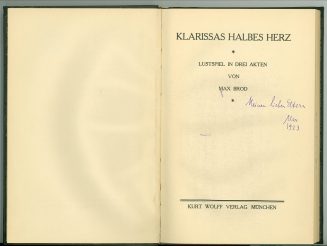 KLARISSAS HALBES HERZ
*
LUSTSPIEL IN DREI AKTEN
VON
MAX BROD
*
Meinen lieben Eltern
Max
1923
KURT WOLFF VERLAG MÜNCHEN